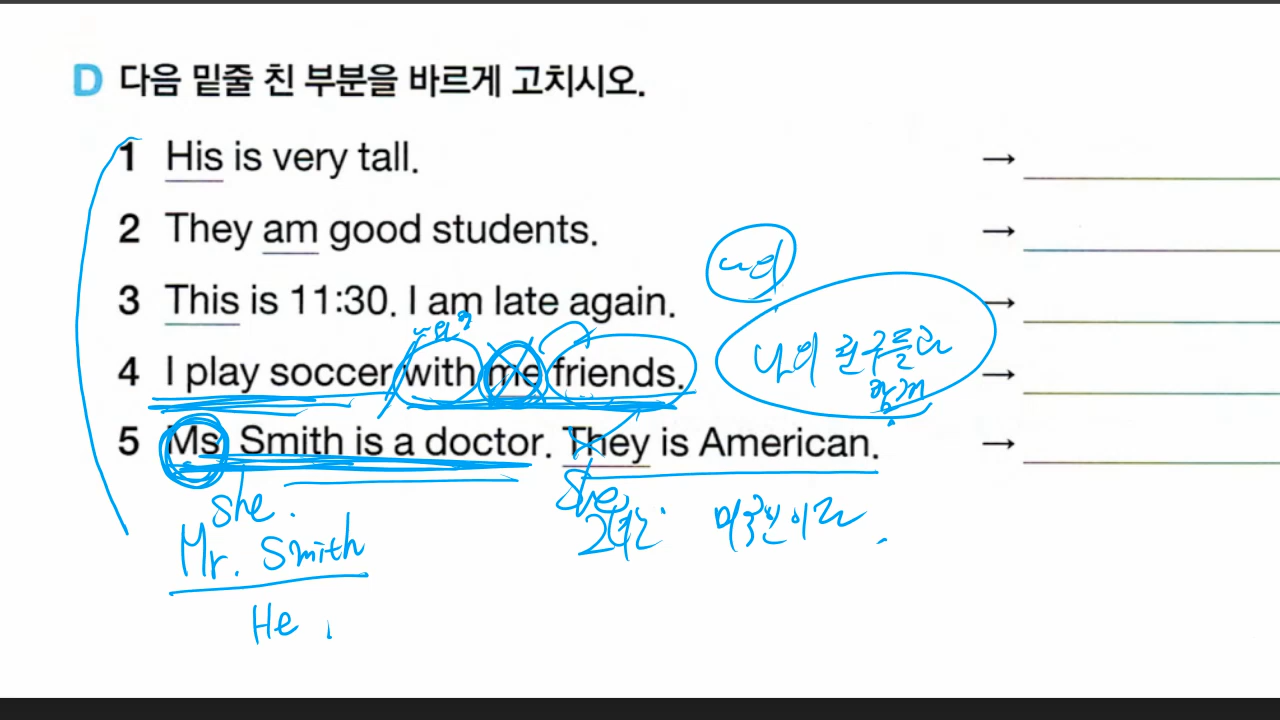 D 다음 밑줄 친 부분을 바르게 고치시오.
1 His is very tall. →
2 They am good students. →
나의
3 This is 11:30. I am late again. →
나의 친구들과
함께
4 I play soccer with me friends. →
5 Ms. Smith is a doctor. They is American. →
she.
She
그녀는 미국인이다.
Mr. Smith
He.